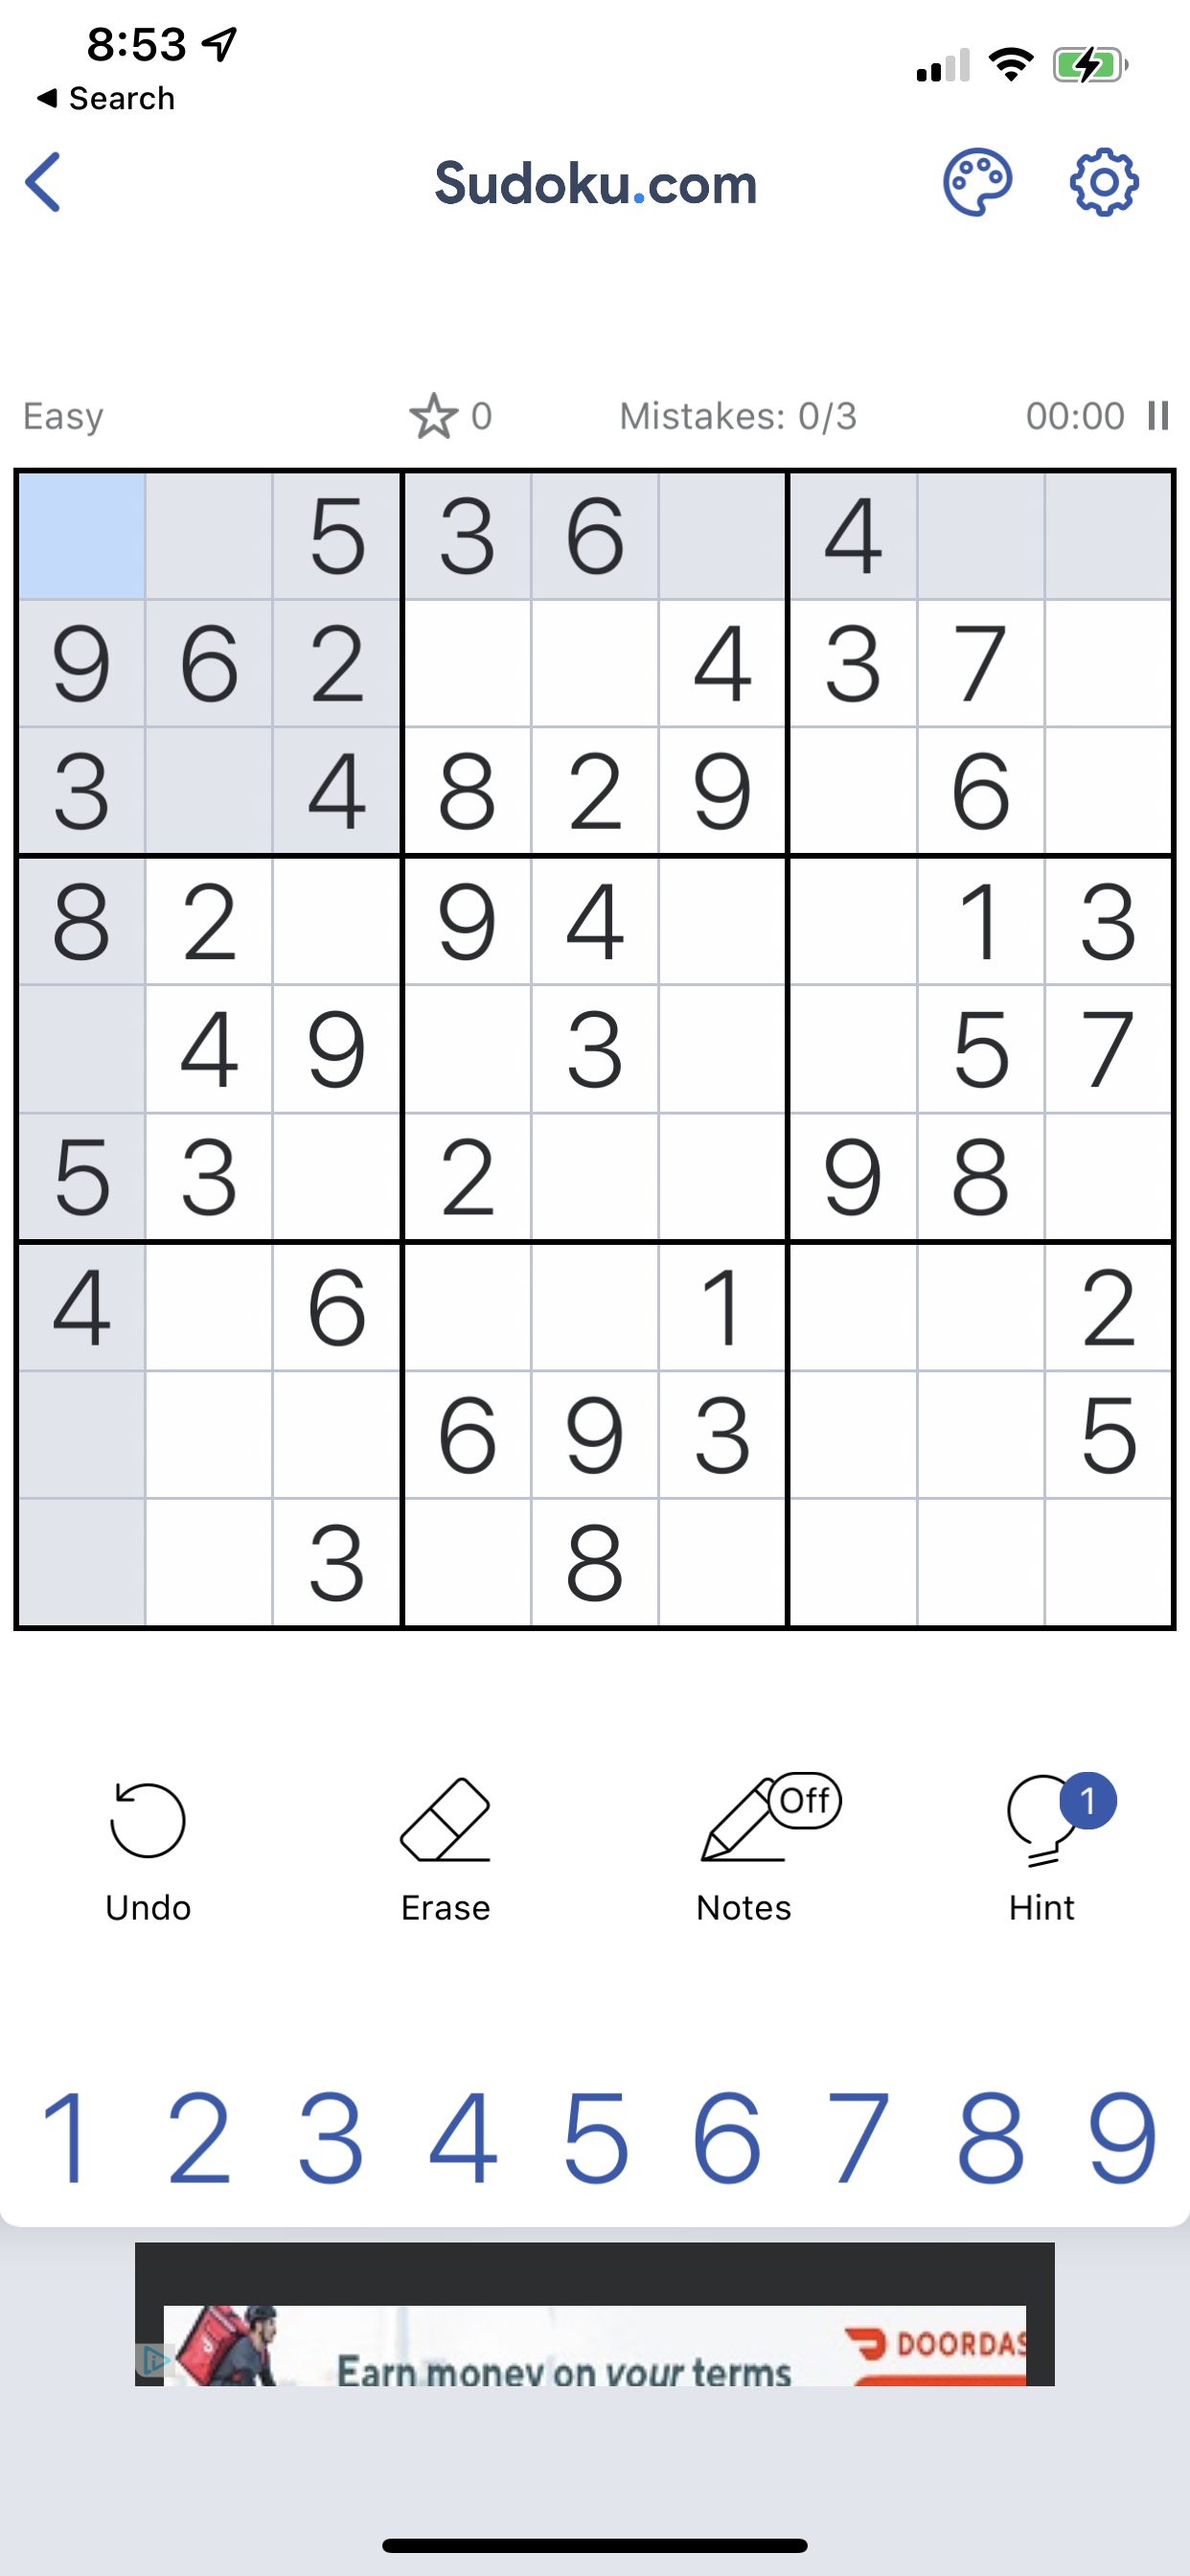 8:53
Search
Sudoku.com
Easy 0 Mistakes: 0/3 00:00
5 3 6 4
9 6 2 4 3 7
3 4 8 2 9 6
8 2 9 4 1 3
4 9 3 5 7
5 3 2 9 8
4 6 1 2
6 9 3 5
3 8
Off 1
Undo Erase Notes Hint
1 2 3 4 5 6 7 8 9
Earn money on your terms
DOORDAS